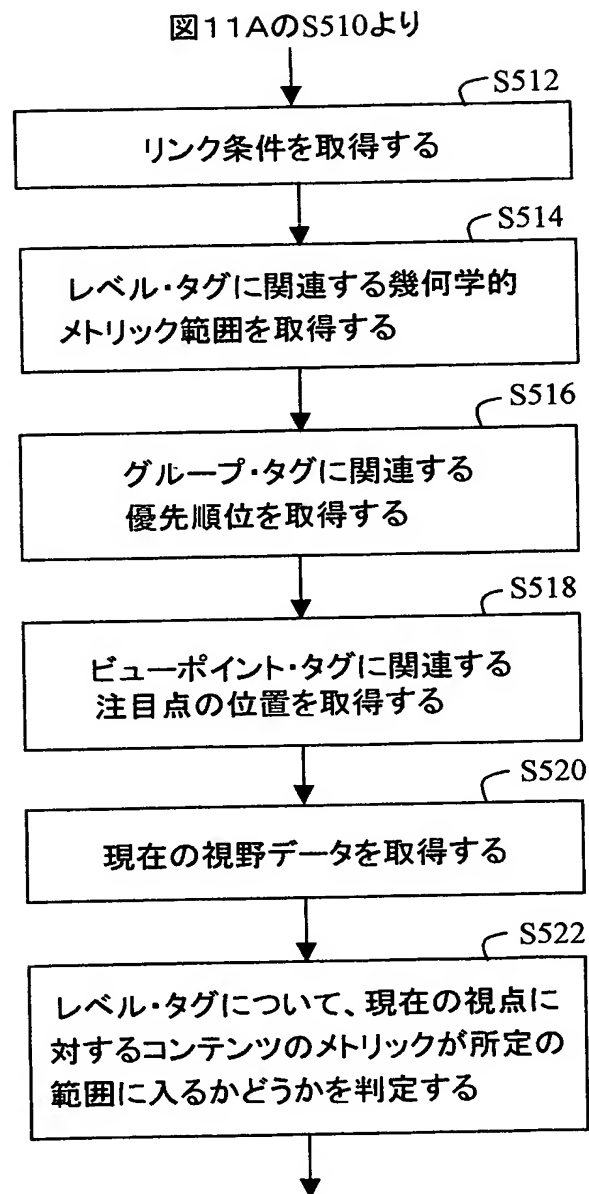 図11AのS510より
S512
リンク条件を取得する
S514
レベル・タグに関連する幾何学的
メトリック範囲を取得する
S516
グループ・タグに関連する
優先順位を取得する
S518
ビューポイント・タグに関連する
注目点の位置を取得する
S520
現在の視野データを取得する
S522
レベル・タグについて、現在の視点に
対するコンテンツのメトリックが所定の
範囲に入るかどうかを判定する